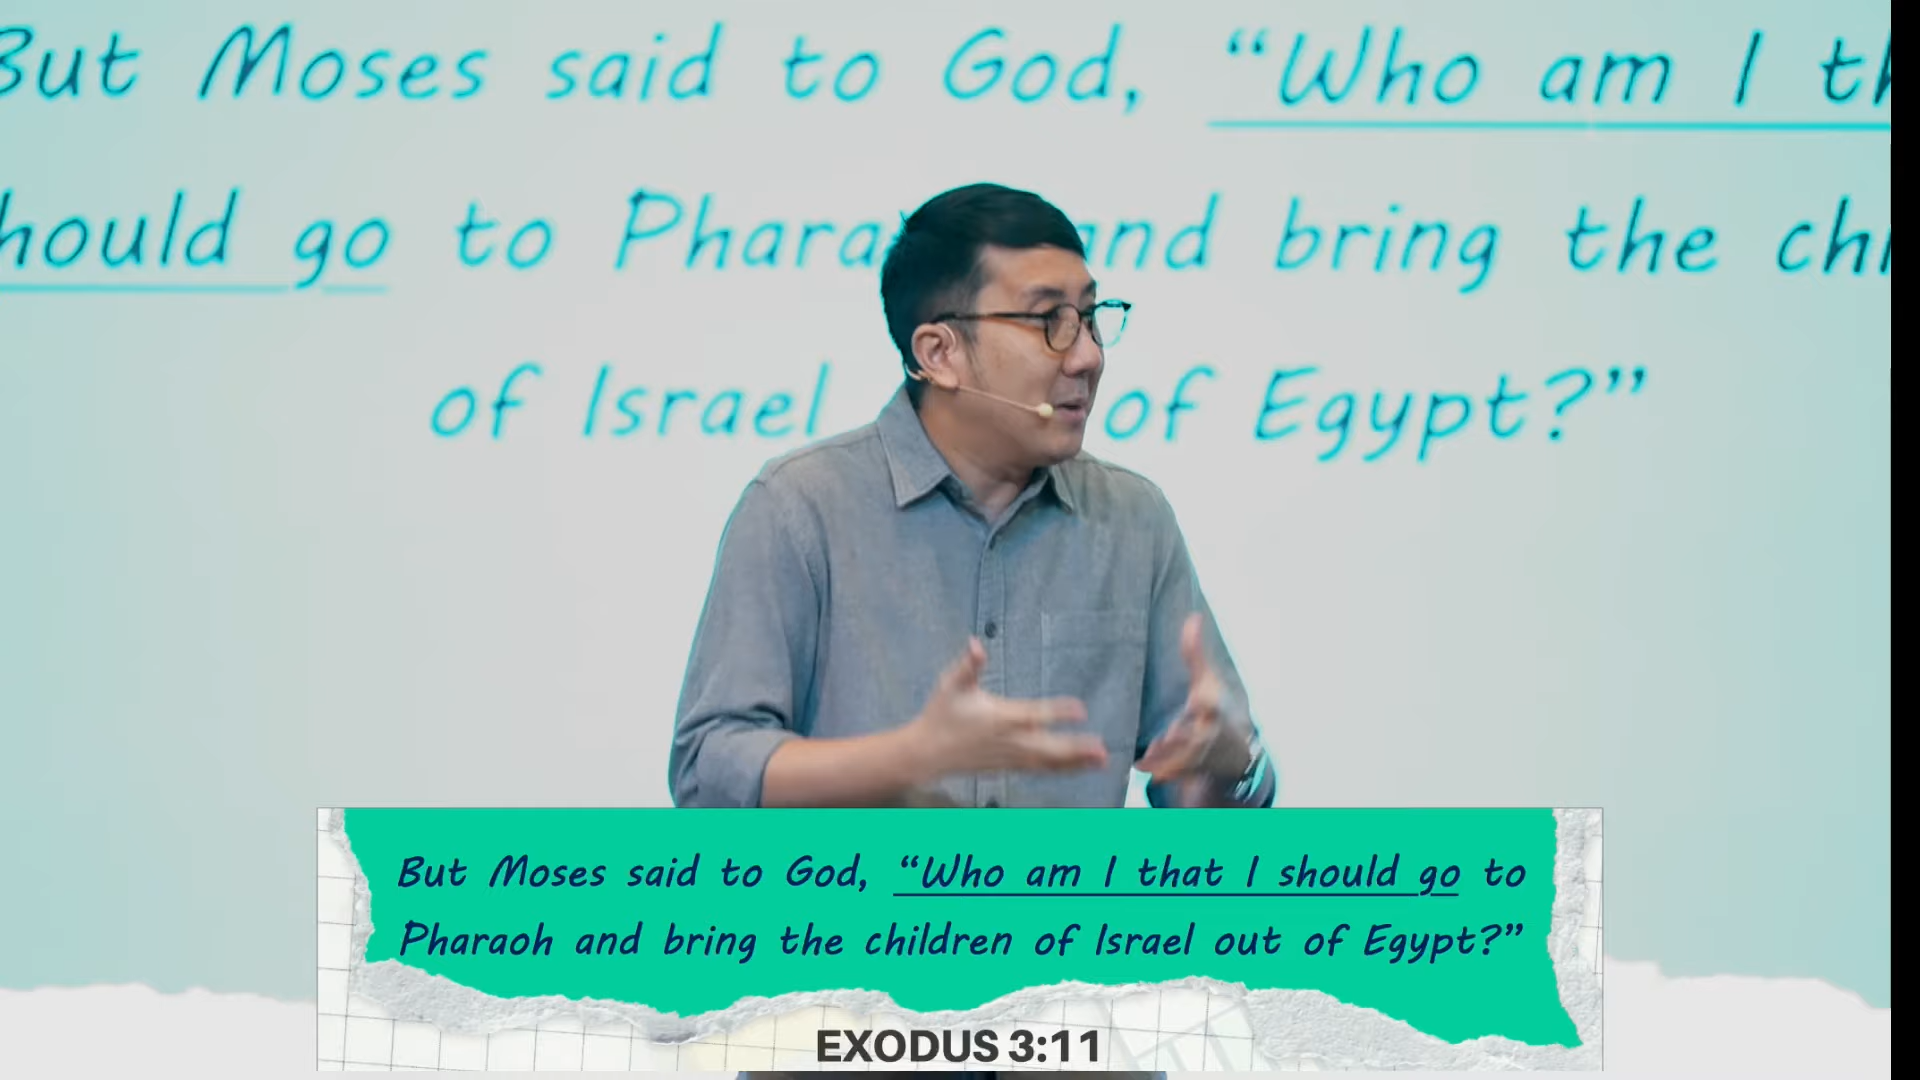 But Moses said to God, “Who am I th
hould go to Phara and bring the chi
of Israel of Egypt?”
But Moses said to God, “Who am I that I should go to
Pharaoh and bring the children of Israel out of Egypt?”
EXODUS 3:11